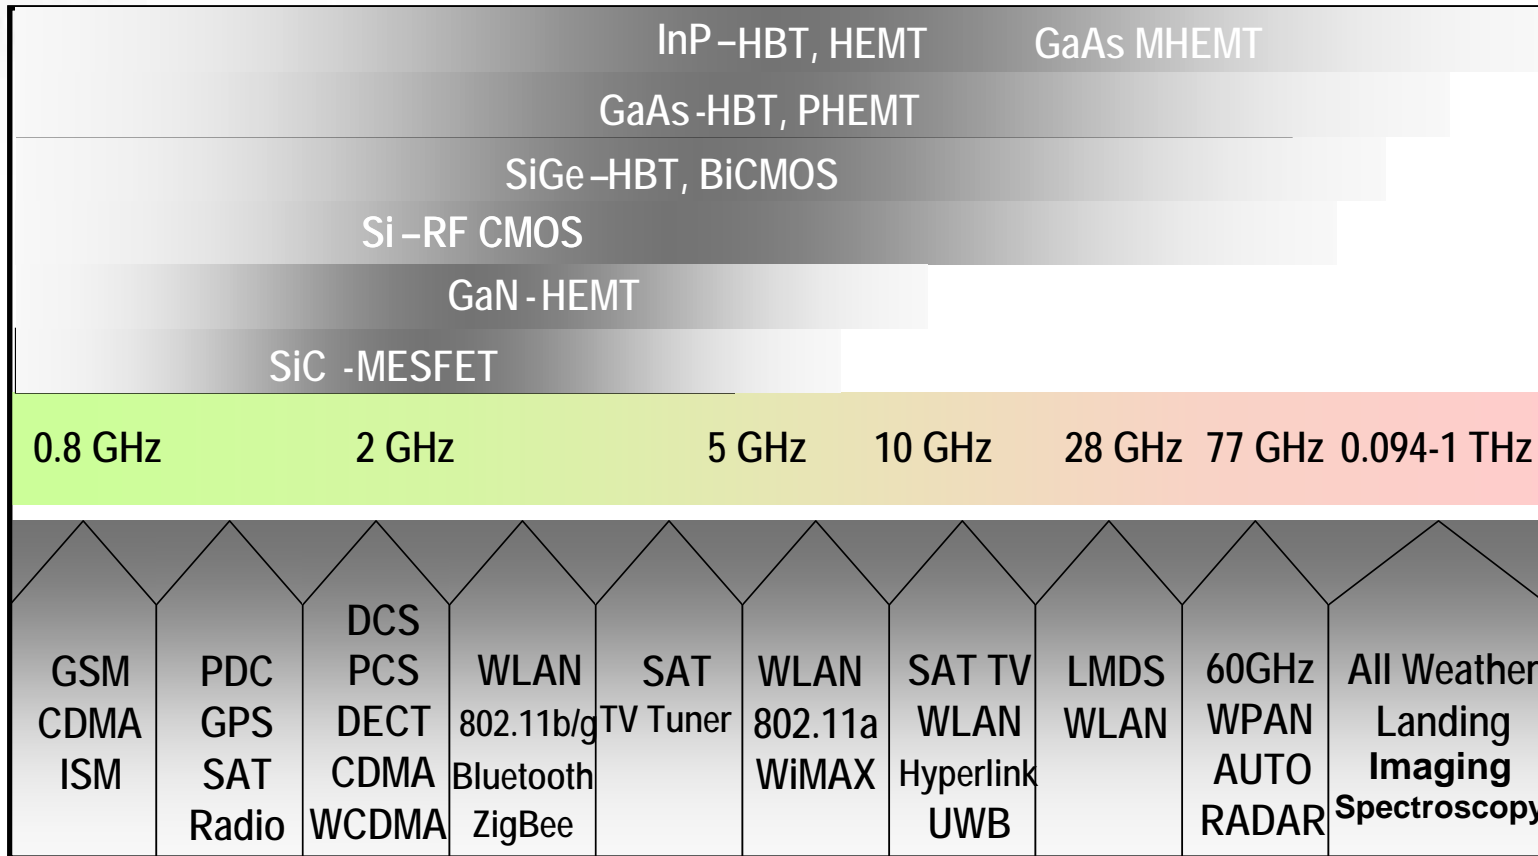 InP–HBT, HEMT GaAs MHEMT
GaAs-HBT, PHEMT
SiGe–HBT, BiCMOS
Si–RF CMOS
GaN-HEMT
SiC -MESFET
0.8 GHz 2 GHz 5 GHz 10 GHz 28 GHz 77 GHz 0.094-1 THz
GSM
CDMA
ISM
PDC
GPS
SAT
Radio
DCS
PCS
DECT
CDMA
WCDMA
WLAN
802.11b/g
Bluetooth
ZigBee
SAT
TV Tuner
WLAN
802.11a
WiMAX
SAT TV
WLAN
Hyperlink
UWB
LMDS
WLAN
60GHz
WPAN
AUTO
RADAR
All Weather
Landing
Imaging
Spectroscopy